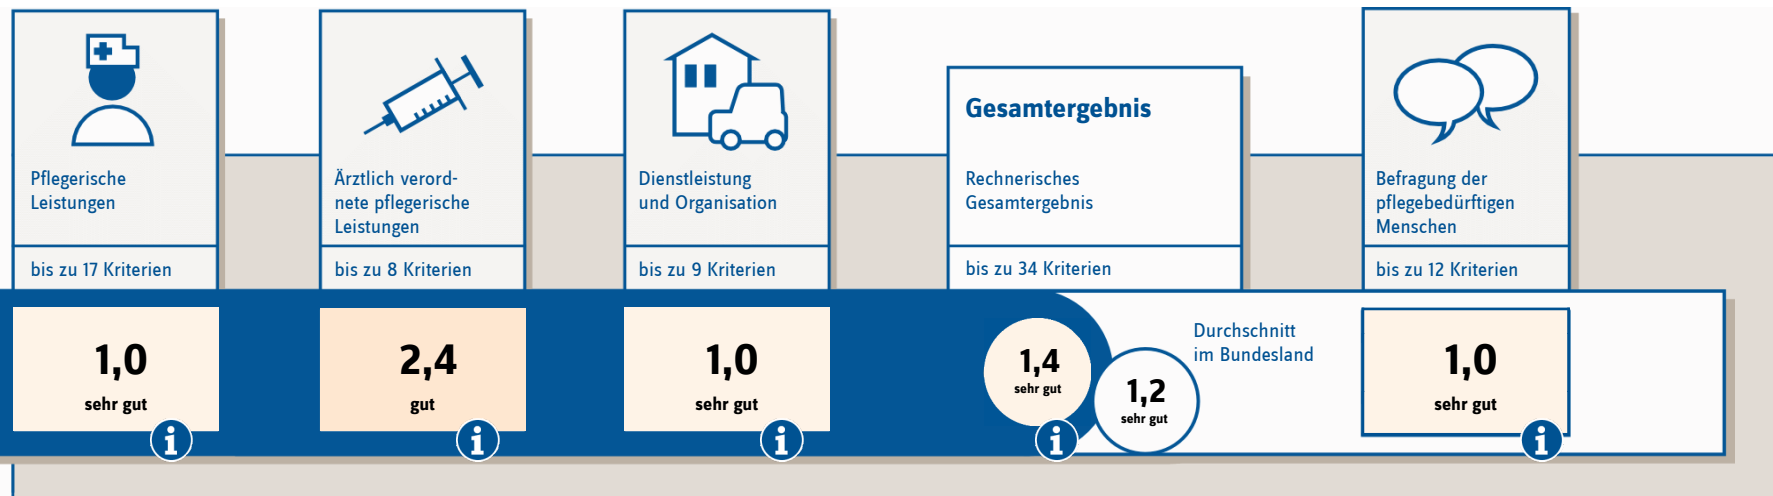 Pflegerische
Leistungen
bis zu 17 Kriterien
1,0
sehr gut
i
Ärztlich verord-
nete pflegerische
Leistungen
bis zu 8 Kriterien
2,4
gut
i
Dienstleistung
und Organisation
bis zu 9 Kriterien
1,0
sehr gut
i
Gesamtergebnis
Rechnerisches
Gesamtergebnis
bis zu 34 Kriterien
1,4
sehr gut
i
1,2
sehr gut
Durchschnitt
im Bundesland
Befragung der
pflegebedürftigen
Menschen
bis zu 12 Kriterien
1,0
sehr gut
i